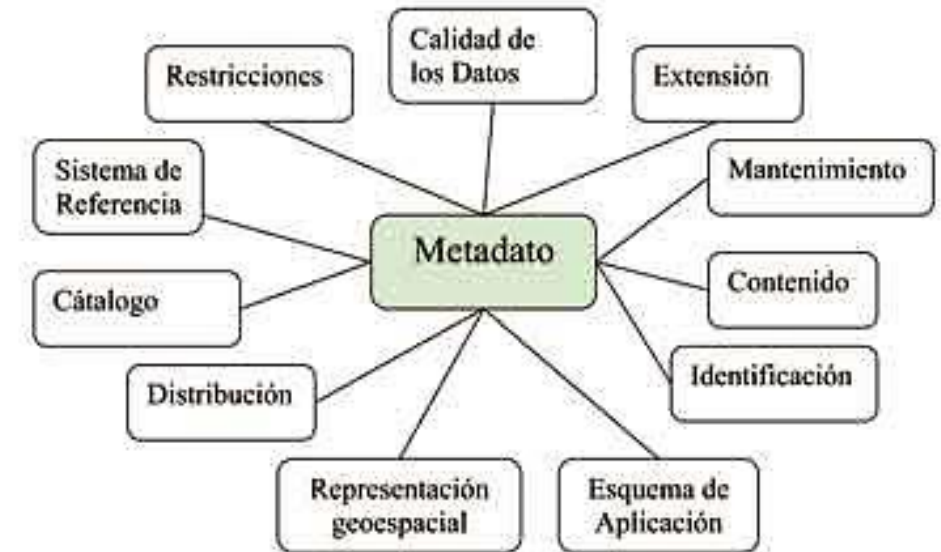 Calidad de
los Datos
Restricciones
Extensión
Sistema de
Referencia
Mantenimiento
Metadato
Cátalogo
Contenido
Distribución
Identificación
Representación
geoespacial
Esquema de
Aplicación